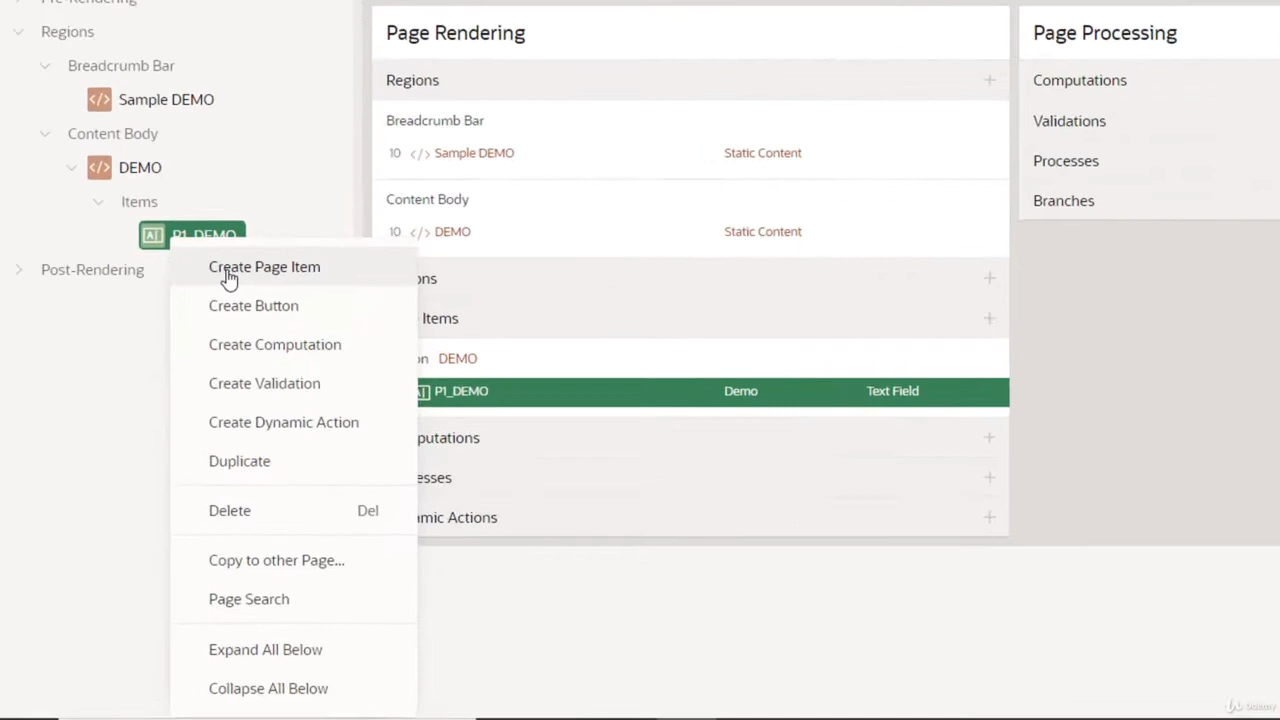 Regions
Breadcrumb Bar
Sample DEMO
Content Body
DEMO
Items
P1_DEMO
Post-Rendering
Create Page Item
Create Button
Create Computation
Create Validation
Create Dynamic Action
Duplicate
Delete Del
Copy to other Page...
Page Search
Expand All Below
Collapse All Below
Page Rendering
Regions
Breadcrumb Bar
10 </> Sample DEMO Static Content
Content Body
10 </> DEMO Static Content
ons
Items
on DEMO
P1_DEMO Demo Text Field
putations
esses
mic Actions
Page Processing
Computations
Validations
Processes
Branches
Udemy